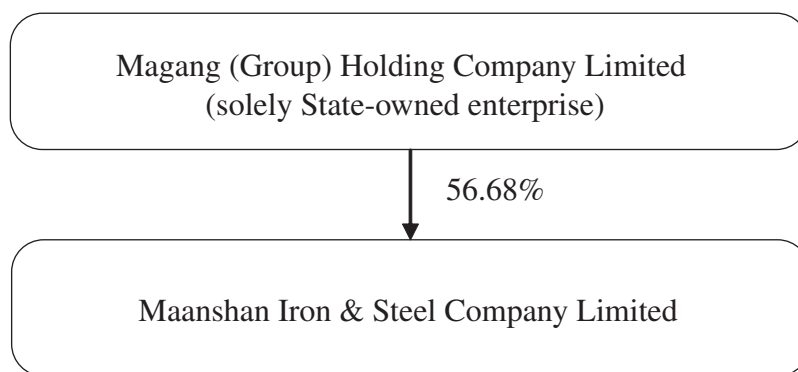 Magang (Group) Holding Company Limited
(solely State-owned enterprise)
56.68%
Maanshan Iron & Steel Company Limited